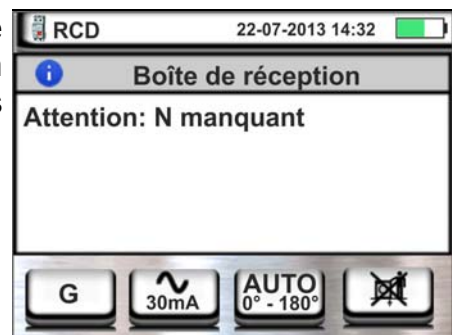 RCD 22-07-2013 14:32
Boîte de réception
Attention: N manquant
G
30mA
AUTO
0° - 180°